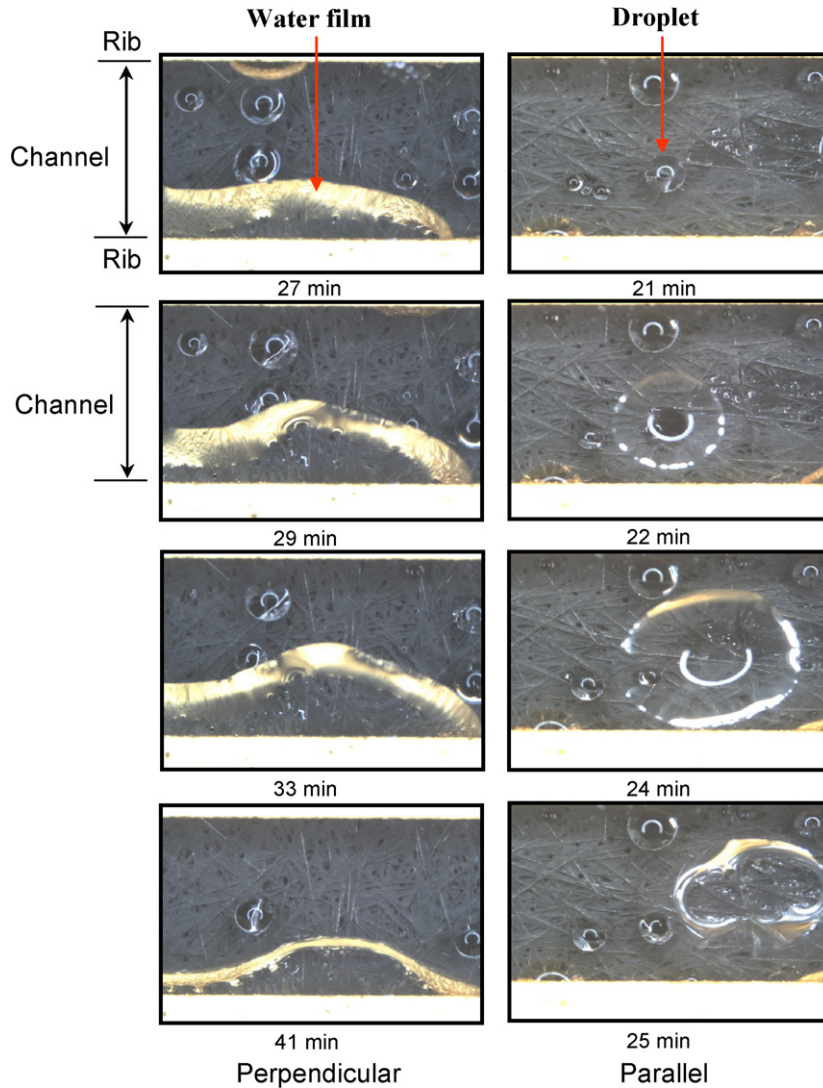 Water film
Droplet
Rib
Channel
Rib
27 min
21 min
Channel
29 min
22 min
33 min
24 min
41 min
25 min
Perpendicular
Parallel